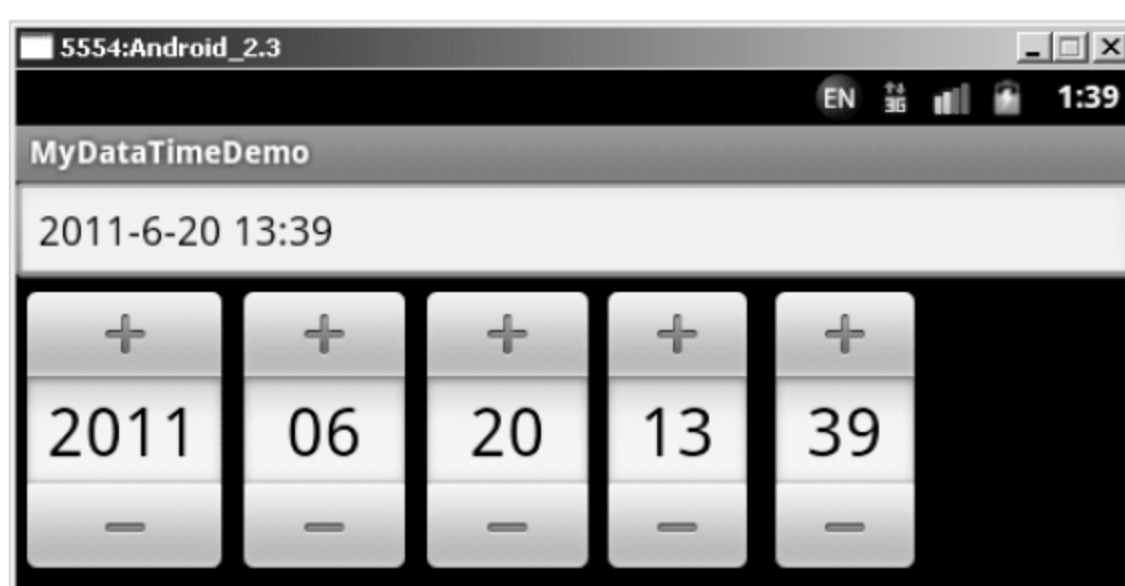 5554:Android_2.3
EN 3G 1:39
MyDataTimeDemo
2011-6-20 13:39
+ + + + +
2011 06 20 13 39
− − − − −